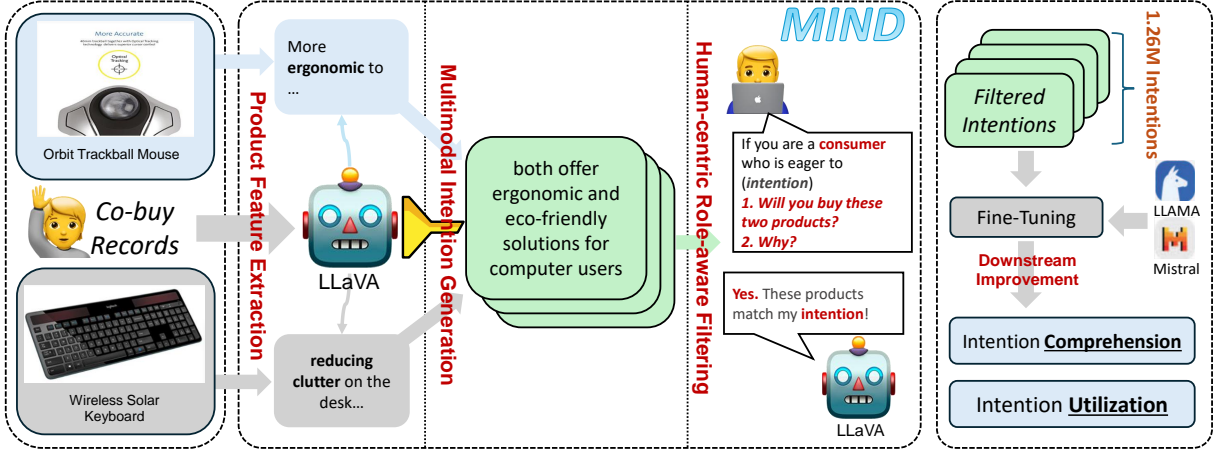 More Accurate
Optical
Tracking
Orbit Trackball Mouse
Co-buy
Records
Wireless Solar
Keyboard
Product Feature Extraction
More
ergonomic to
...
LLaVA
reducing
clutter on the
desk...
Multimodal Intention Generation
both offer
ergonomic and
eco-friendly
solutions for
computer users
Human-centric Role-aware Filtering
MIND
If you are a consumer
who is eager to
(intention)
1. Will you buy these
two products?
2. Why?
Yes. These products
match my intention!
LLaVA
Filtered
Intentions
1.26M Intentions
Fine-Tuning
LLAMA
Mistral
Downstream
Improvement
Intention Comprehension
Intention Utilization